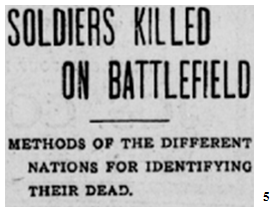 SOLDIERS KILLED
ON BATTLEFIELD
METHODS OF THE DIFFERENT
NATIONS FOR IDENTIFYING
THEIR DEAD.
5